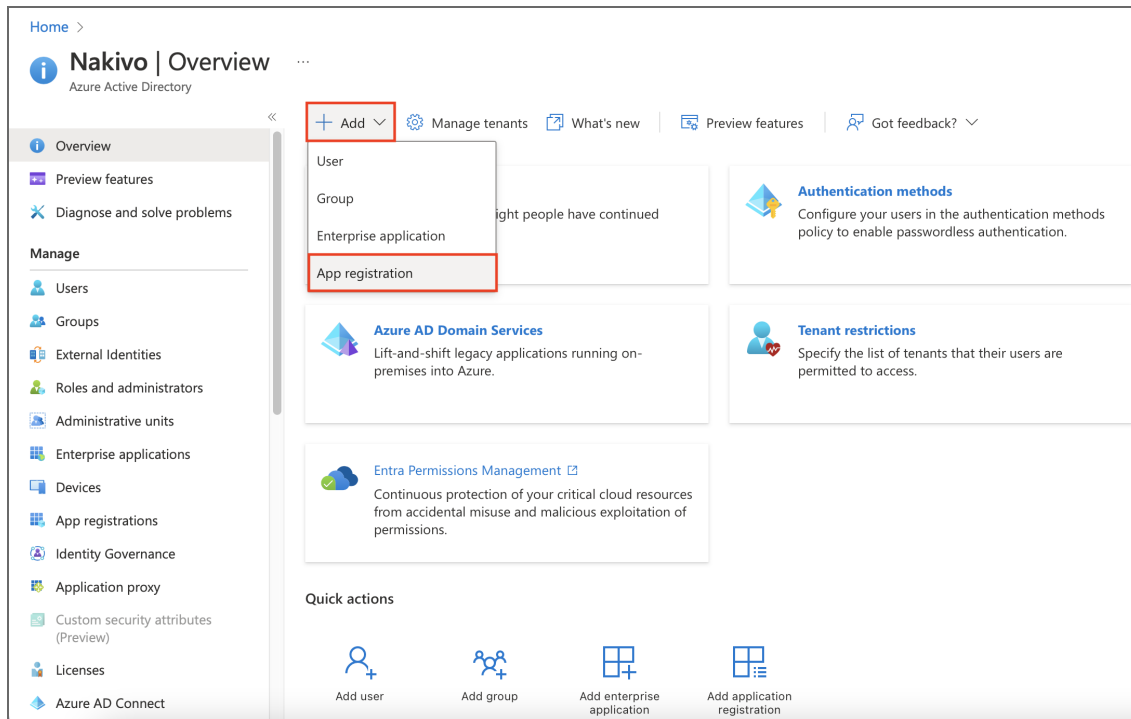 Home >
Nakivo | Overview ...
Azure Active Directory
«
Overview
Preview features
Diagnose and solve problems
Manage
Users
Groups
External Identities
Roles and administrators
Administrative units
Enterprise applications
Devices
App registrations
Identity Governance
Application proxy
Custom security attributes
(Preview)
Licenses
Azure AD Connect
+ Add
Manage tenants
What's new
Preview features
Got feedback?
User
Group
Enterprise application
App registration
ight people have continued
Authentication methods
Configure your users in the authentication methods
policy to enable passwordless authentication.
Azure AD Domain Services
Lift-and-shift legacy applications running on-
premises into Azure.
Tenant restrictions
Specify the list of tenants that their users are
permitted to access.
Entra Permissions Management
Continuous protection of your critical cloud resources
from accidental misuse and malicious exploitation of
permissions.
Quick actions
Add user
Add group
Add enterprise
application
Add application
registration